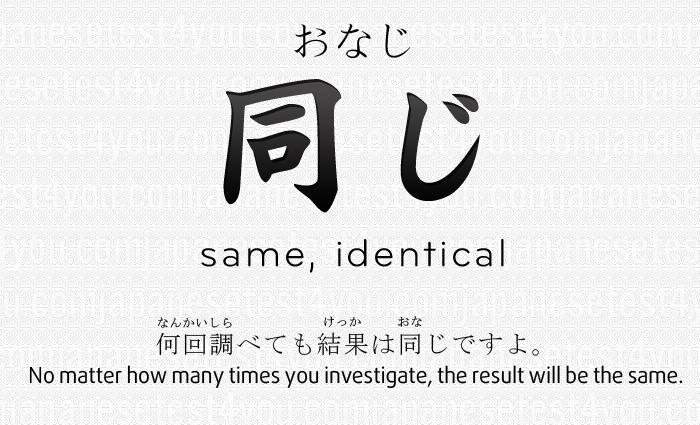 おなじ
同じ
same, identical
なんかいしら けっか おな
何回調べても結果は同じですよ。
No matter how many times you investigate, the result will be the same.